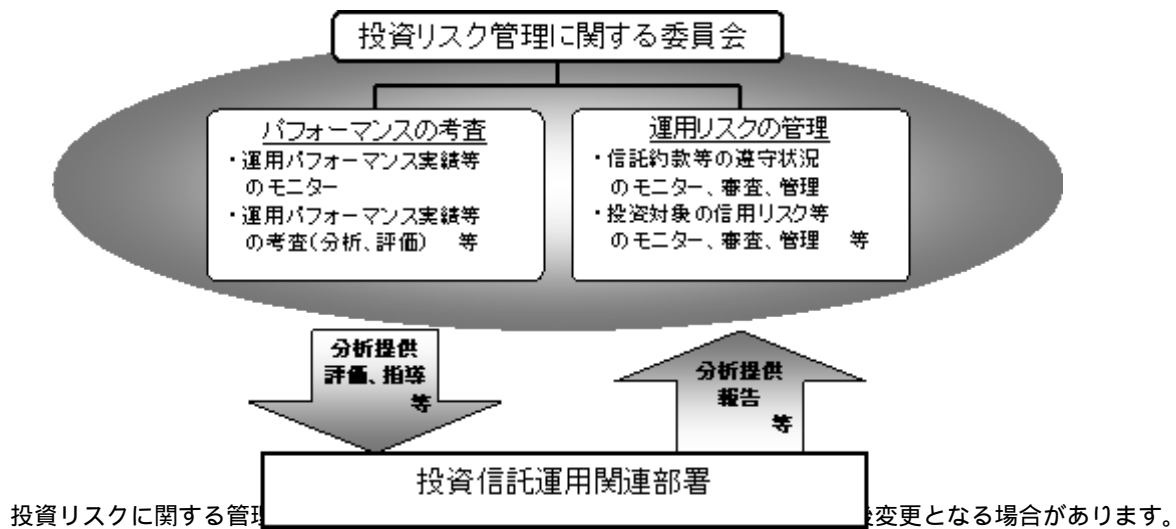 投資リスク管理に関する委員会
パフォーマンスの考査
・運用パフォーマンス実績等
のモニター
・運用パフォーマンス実績等
の考査(分析、評価) 等
運用リスクの管理
・信託約款等の遵守状況
のモニター、審査、管理
・投資対象の信用リスク等
のモニター、審査、管理 等
分析提供
評価、指導
等
分析提供
報告
等
投資信託運用関連部署
投資リスクに関する管理 変更となる場合があります。